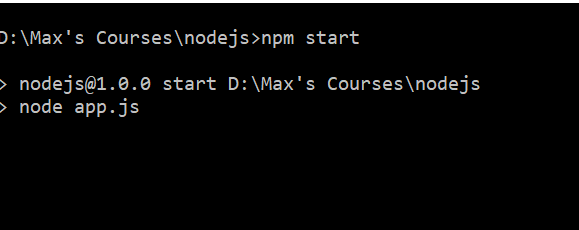 D:\Max's Courses\nodejs>npm start
> nodejs@1.0.0 start D:\Max's Courses\nodejs
> node app.js